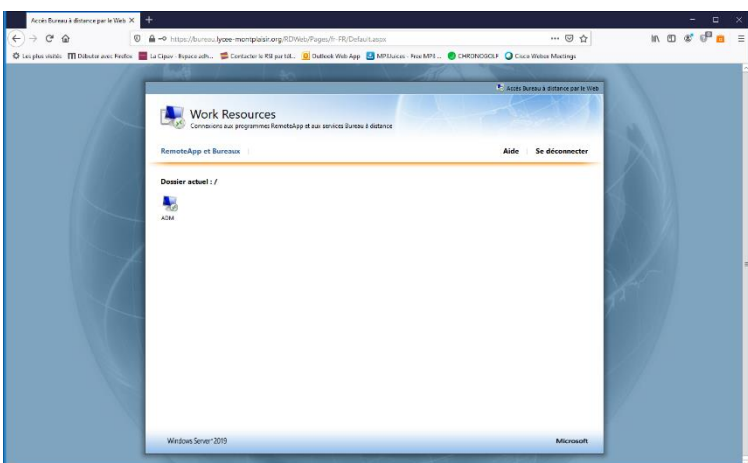 Accès Bureau à distance par le Web
https://bureau.lycee-montplaisir.org/RDWeb/Pages/fr-FR/Default.aspx
Les plus visités Débuter avec Firefox La Cipav - Espace adh... Contacter le RSI par tél... Outlook Web App CHRONOGOLF Cisco Webex Meetings
Accès Bureau à distance par le Web
Work Resources
Connexions aux programmes RemoteApp et aux services Bureau à distance
RemoteApp et Bureaux Aide Se déconnecter
Dossier actuel : /
ADM
Windows Server 2019 Microsoft